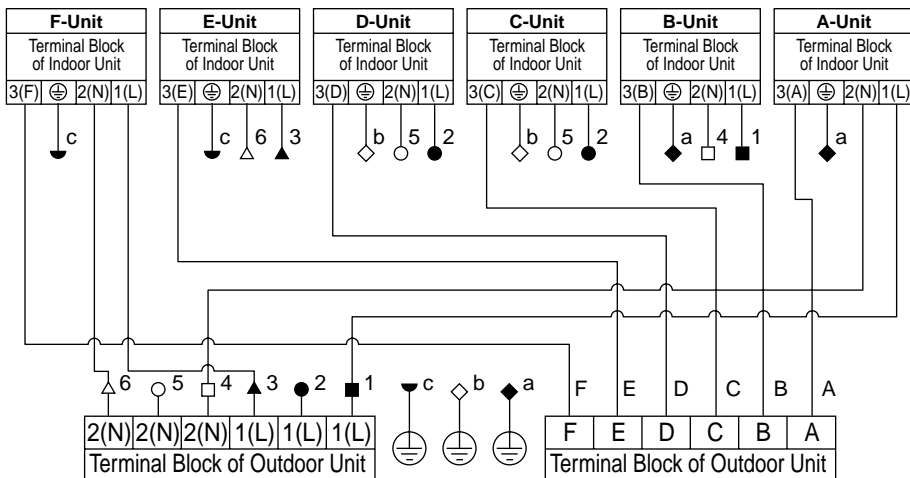 F-Unit E-Unit D-Unit C-Unit B-Unit A-Unit
Terminal Block Terminal Block Terminal Block Terminal Block Terminal Block Terminal Block
of Indoor Unit of Indoor Unit of Indoor Unit of Indoor Unit of Indoor Unit of Indoor Unit
3(F) 2(N) 1(L) 3(E) 2(N) 1(L) 3(D) 2(N) 1(L) 3(C) 2(N) 1(L) 3(B) 2(N) 1(L) 3(A) 2(N) 1(L)
c c 6 3 b 5 2 b 5 2 a 4 1 a
6 5 4 3 2 1 c b a F E D C B A
2(N) 2(N) 2(N) 1(L) 1(L) 1(L) F E D C B A
Terminal Block of Outdoor Unit Terminal Block of Outdoor Unit